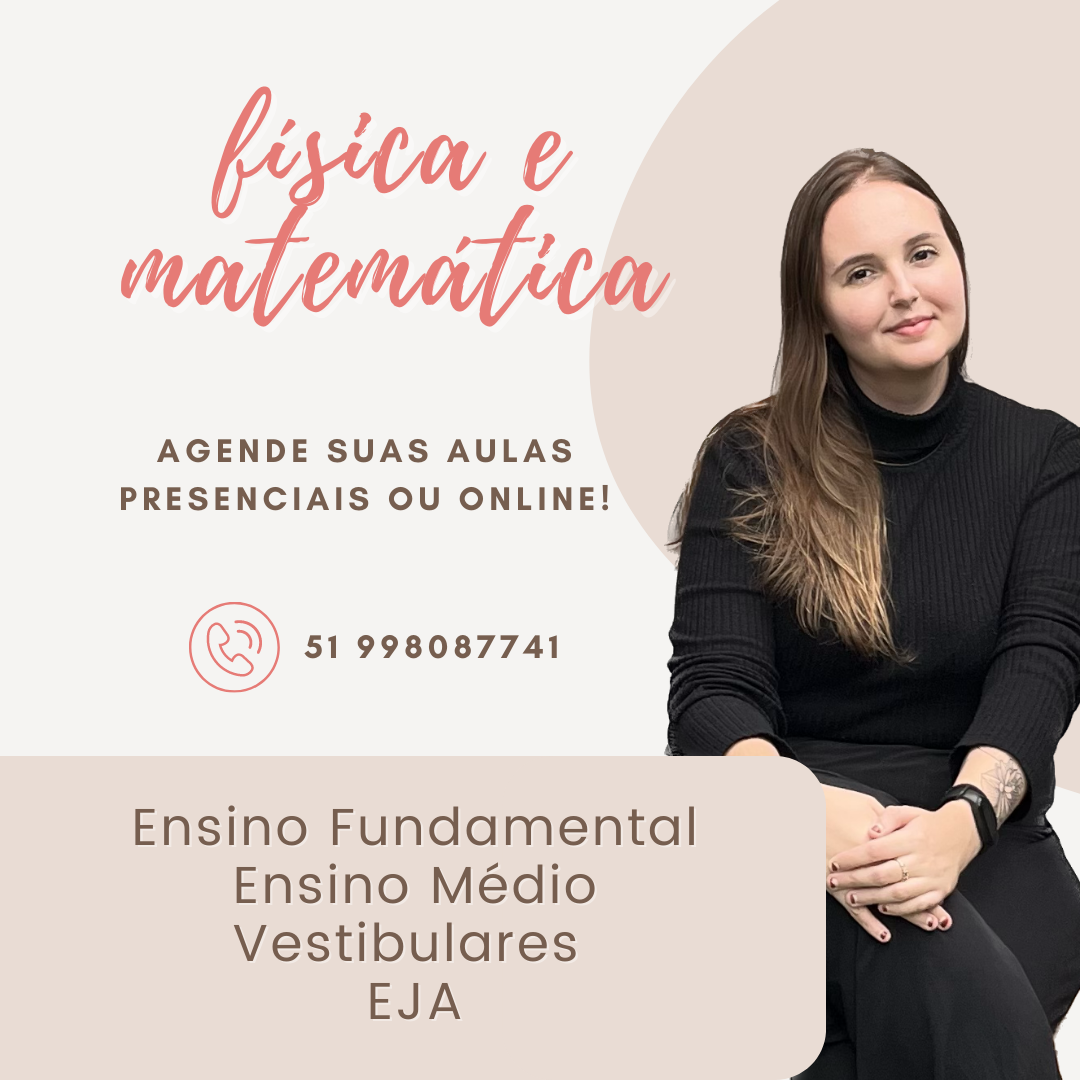 física e
matemática
AGENDE SUAS AULAS
PRESENCIAIS OU ONLINE!
51 998087741
Ensino Fundamental
Ensino Médio
Vestibulares
EJA